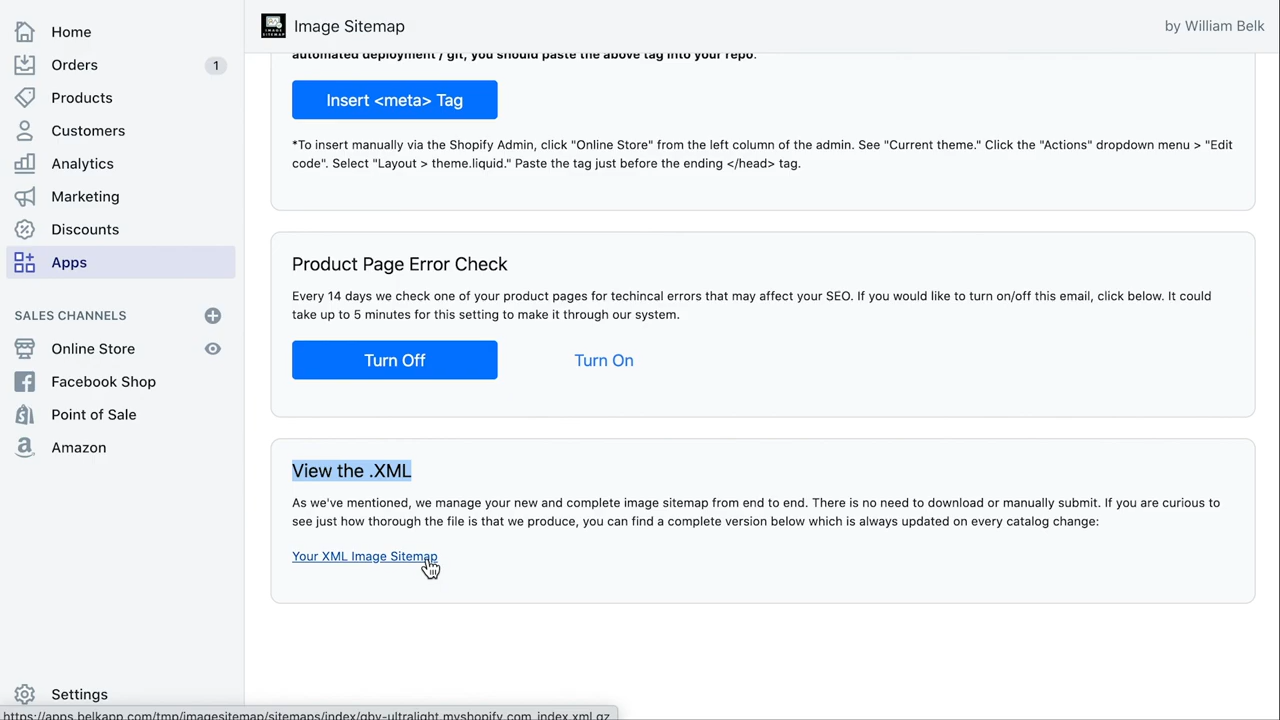 Home
Orders
1
Products
Customers
Analytics
Marketing
Discounts
Apps
SALES CHANNELS
Online Store
Facebook Shop
Point of Sale
Amazon
Settings
Image Sitemap
by William Belk
automated deployment / git, you should paste the above tag into your repo.
Insert <meta> Tag
*To insert manually via the Shopify Admin, click "Online Store" from the left column of the admin. See "Current theme." Click the "Actions" dropdown menu > "Edit
code". Select "Layout > theme.liquid." Paste the tag just before the ending </head> tag.
Product Page Error Check
Every 14 days we check one of your product pages for techincal errors that may affect your SEO. If you would like to turn on/off this email, click below. It could
take up to 5 minutes for this setting to make it through our system.
Turn Off
Turn On
View the .XML
As we've mentioned, we manage your new and complete image sitemap from end to end. There is no need to download or manually submit. If you are curious to
see just how thorough the file is that we produce, you can find a complete version below which is always updated on every catalog change:
Your XML Image Sitemap
https://apps.belkapp.com/tmp/imagesitemap/sitemaps/index/gby-ultralight.myshopify.com_index.xml.gz